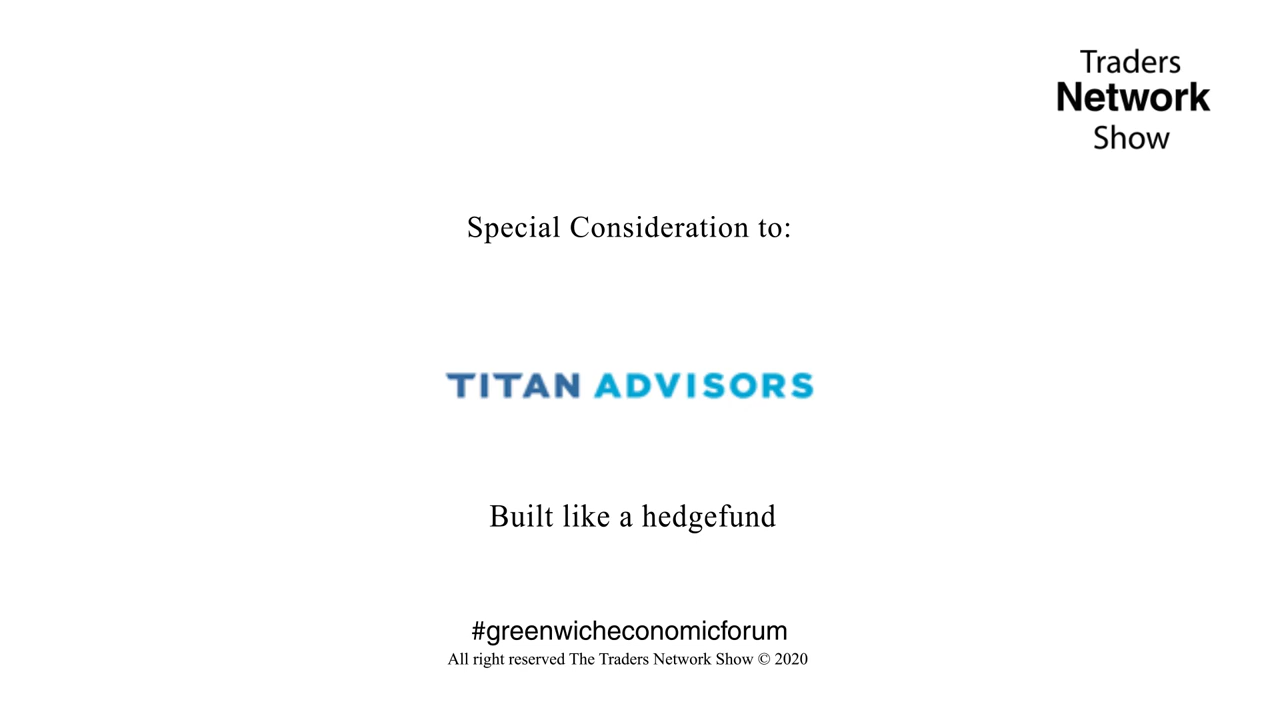 Traders
Network
Show
Special Consideration to:
TITAN ADVISORS
Built like a hedgefund
#greenwicheconomicforum
All right reserved The Traders Network Show © 2020